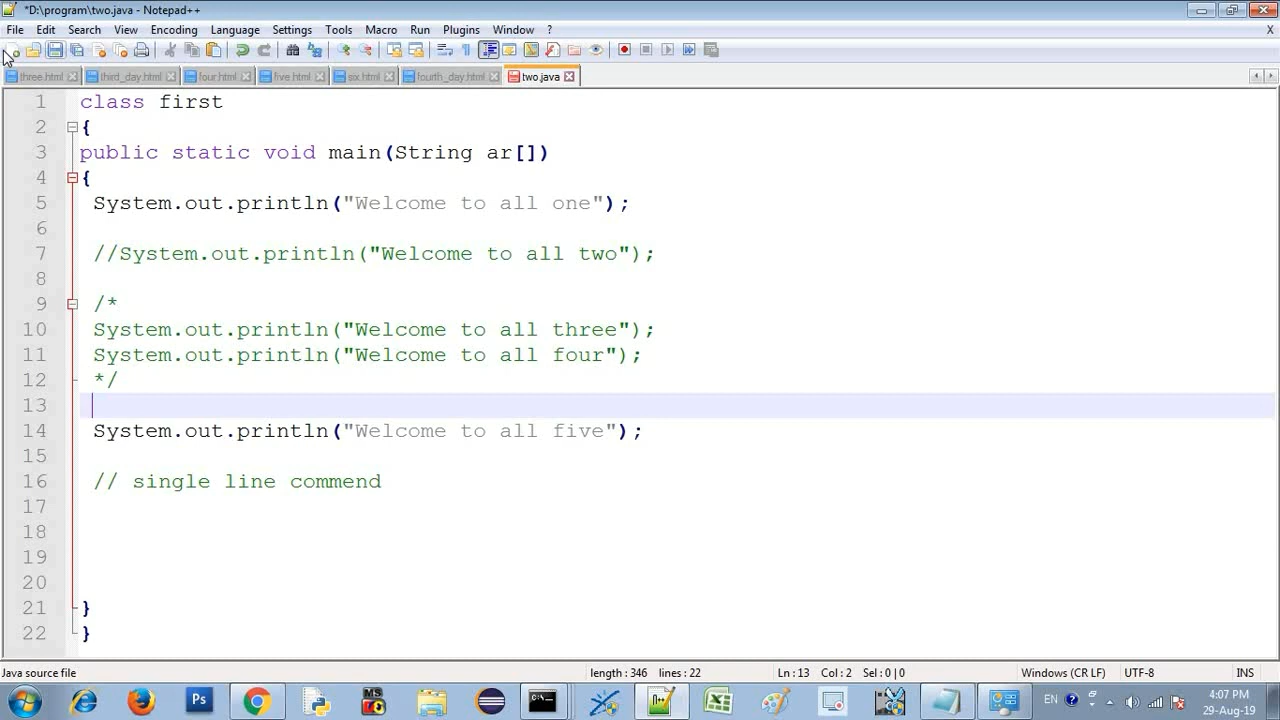 *D:\program\two.java - Notepad++
File Edit Search View Encoding Language Settings Tools Macro Run Plugins Window ? X
three.html third_day.html four.html five.html six.html fourth_day.html two.java
1 class first
2 {
3 public static void main(String ar[])
4 {
5 System.out.println("Welcome to all one");
6
7 //System.out.println("Welcome to all two");
8
9 /*
10 System.out.println("Welcome to all three");
11 System.out.println("Welcome to all four");
12 */
13
14 System.out.println("Welcome to all five");
15
16 // single line commend
17
18
19
20
21 }
22 }
Java source file length : 346 lines : 22 Ln : 13 Col : 2 Sel : 0 | 0 Windows (CR LF) UTF-8 INS
Ps MS EN 4:07 PM
29-Aug-19